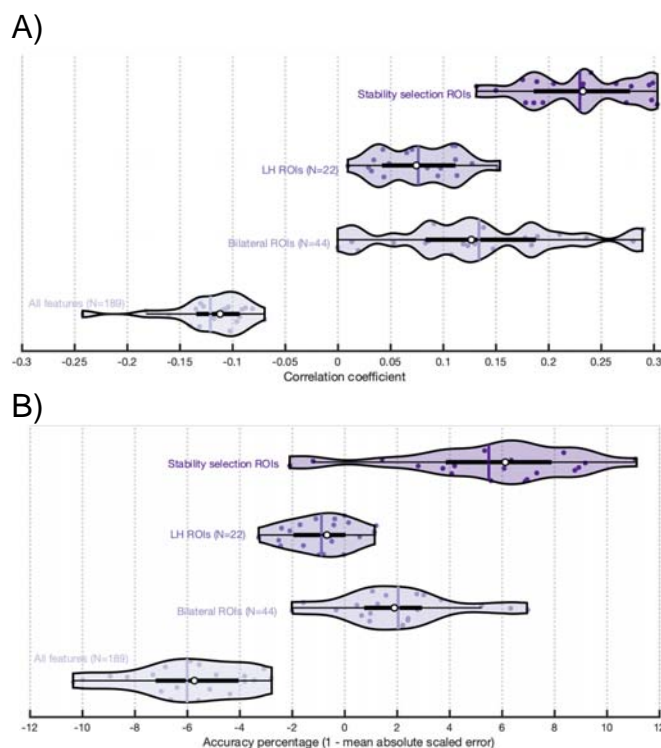 A)
Stability selection ROIs
LH ROIs (N=22)
Bilateral ROIs (N=44)
All features (N=189)
-0.3 -0.25 -0.2 -0.15 -0.1 -0.05 0 0.05 0.1 0.15 0.2 0.25 0.3
Correlation coefficient
B)
Stability selection ROIs
LH ROIs (N=22)
Bilateral ROIs (N=44)
All features (N=189)
-12 -10 -8 -6 -4 -2 0 2 4 6 8 10 12
Accuracy percentage (1 - mean absolute scaled error)